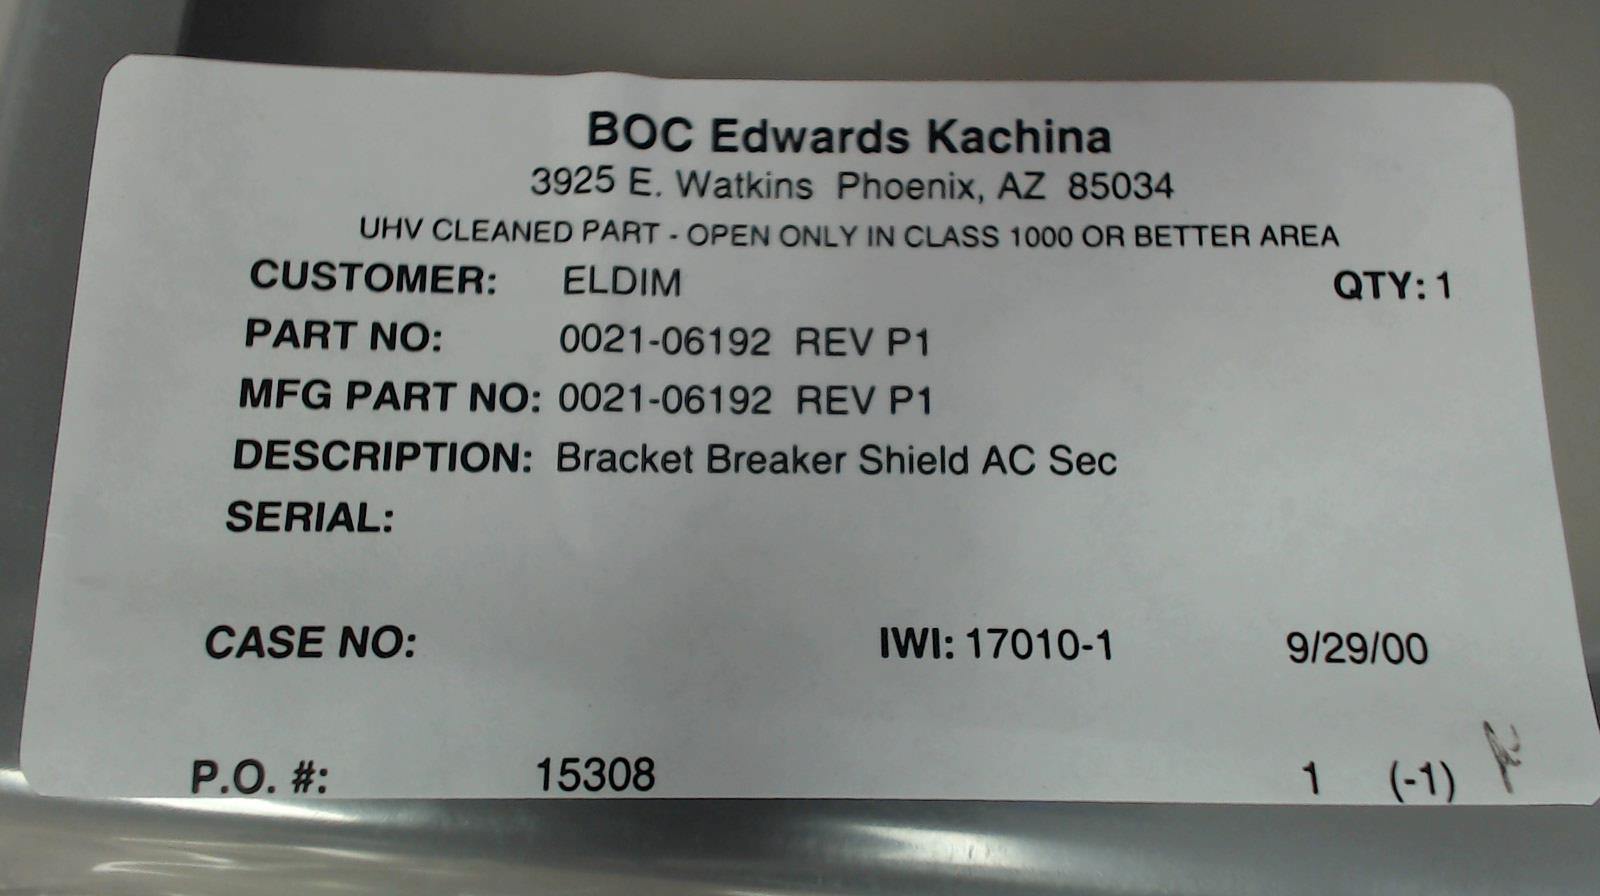 BOC Edwards Kachina
3925 E. Watkins Phoenix, AZ 85034
UHV CLEANED PART - OPEN ONLY IN CLASS 1000 OR BETTER AREA
CUSTOMER: ELDIM QTY: 1
PART NO: 0021-06192 REV P1
MFG PART NO: 0021-06192 REV P1
DESCRIPTION: Bracket Breaker Shield AC Sec
SERIAL:
CASE NO: IWI: 17010-1 9/29/00
P.O. #: 15308 1 (-1)